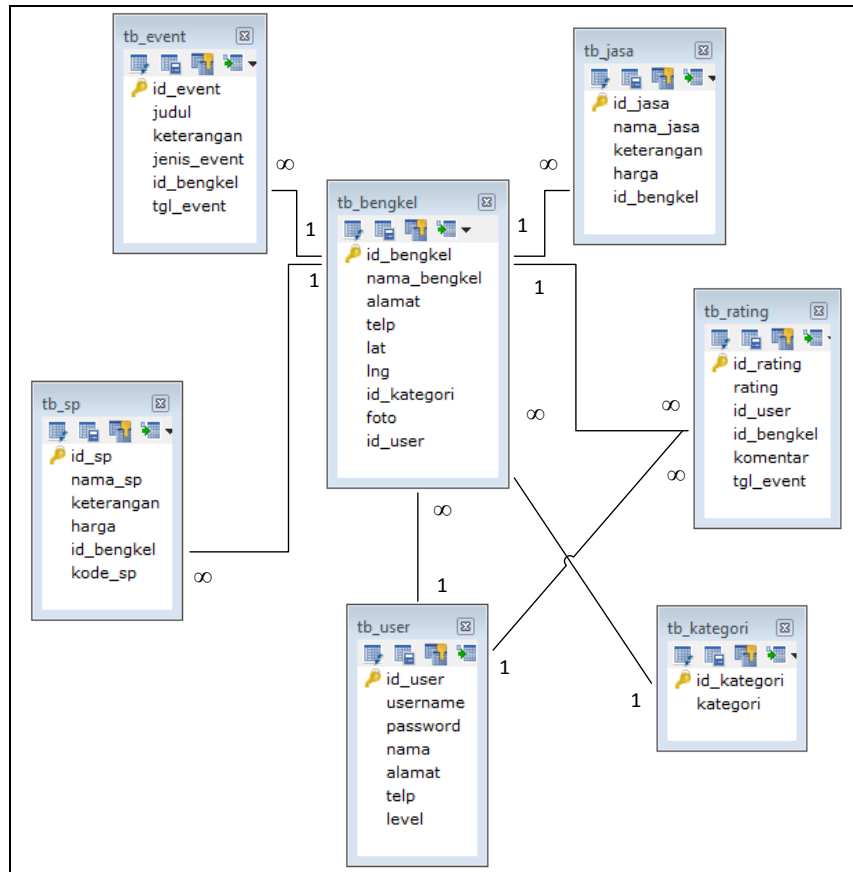 tb_event
id_event
judul
keterangan
jenis_event
id_bengkel
tgl_event
∞
1
tb_jasa
id_jasa
nama_jasa
keterangan
harga
id_bengkel
∞
1
tb_bengkel
id_bengkel
nama_bengkel
alamat
telp
lat
lng
id_kategori
foto
id_user
1
1
∞
∞
tb_rating
id_rating
rating
id_user
id_bengkel
komentar
tgl_event
∞
∞
tb_sp
id_sp
nama_sp
keterangan
harga
id_bengkel
kode_sp
∞
1
tb_user
id_user
username
password
nama
alamat
telp
level
1
tb_kategori
id_kategori
kategori
1